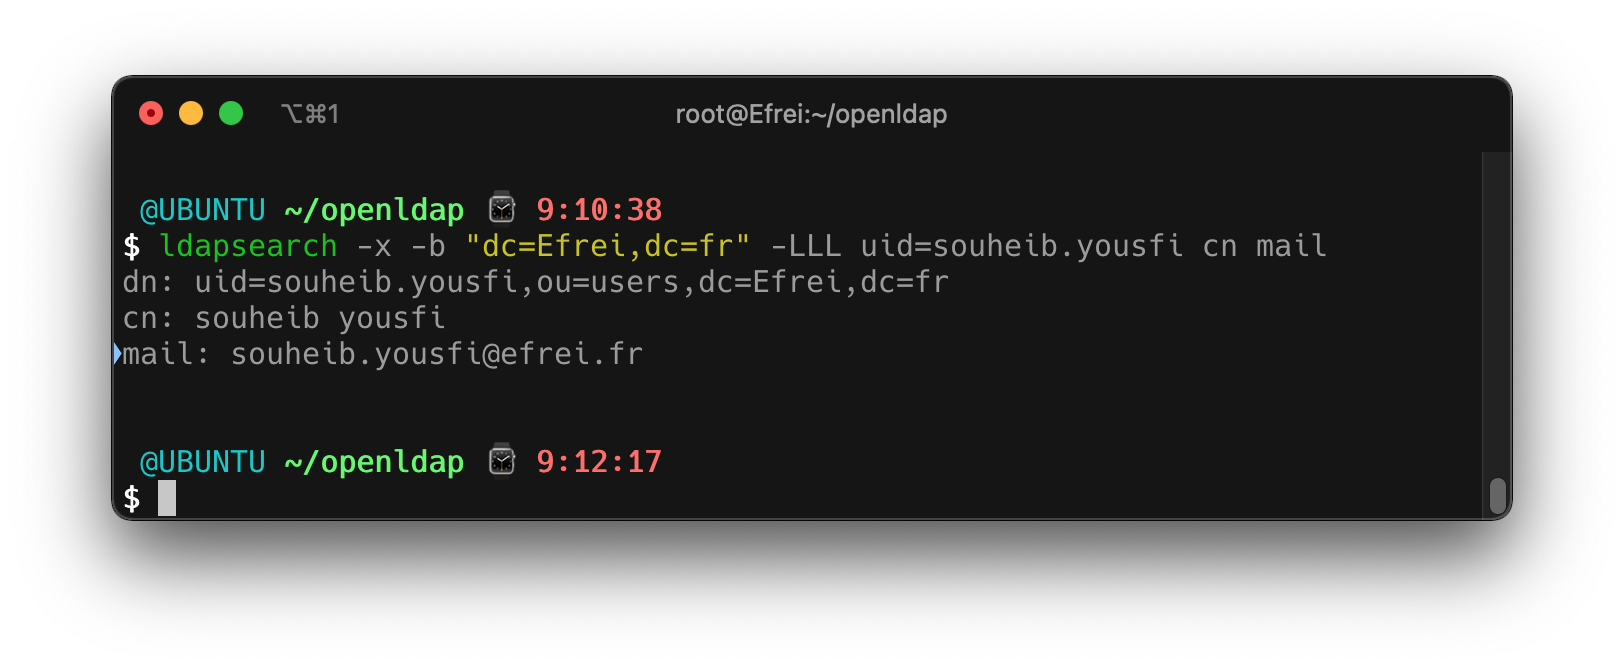 ⌥⌘1 root@Efrei:~/openldap
@UBUNTU ~/openldap ⌚ 9:10:38
$ ldapsearch -x -b "dc=Efrei,dc=fr" -LLL uid=souheib.yousfi cn mail
dn: uid=souheib.yousfi,ou=users,dc=Efrei,dc=fr
cn: souheib yousfi
mail: souheib.yousfi@efrei.fr
@UBUNTU ~/openldap ⌚ 9:12:17
$